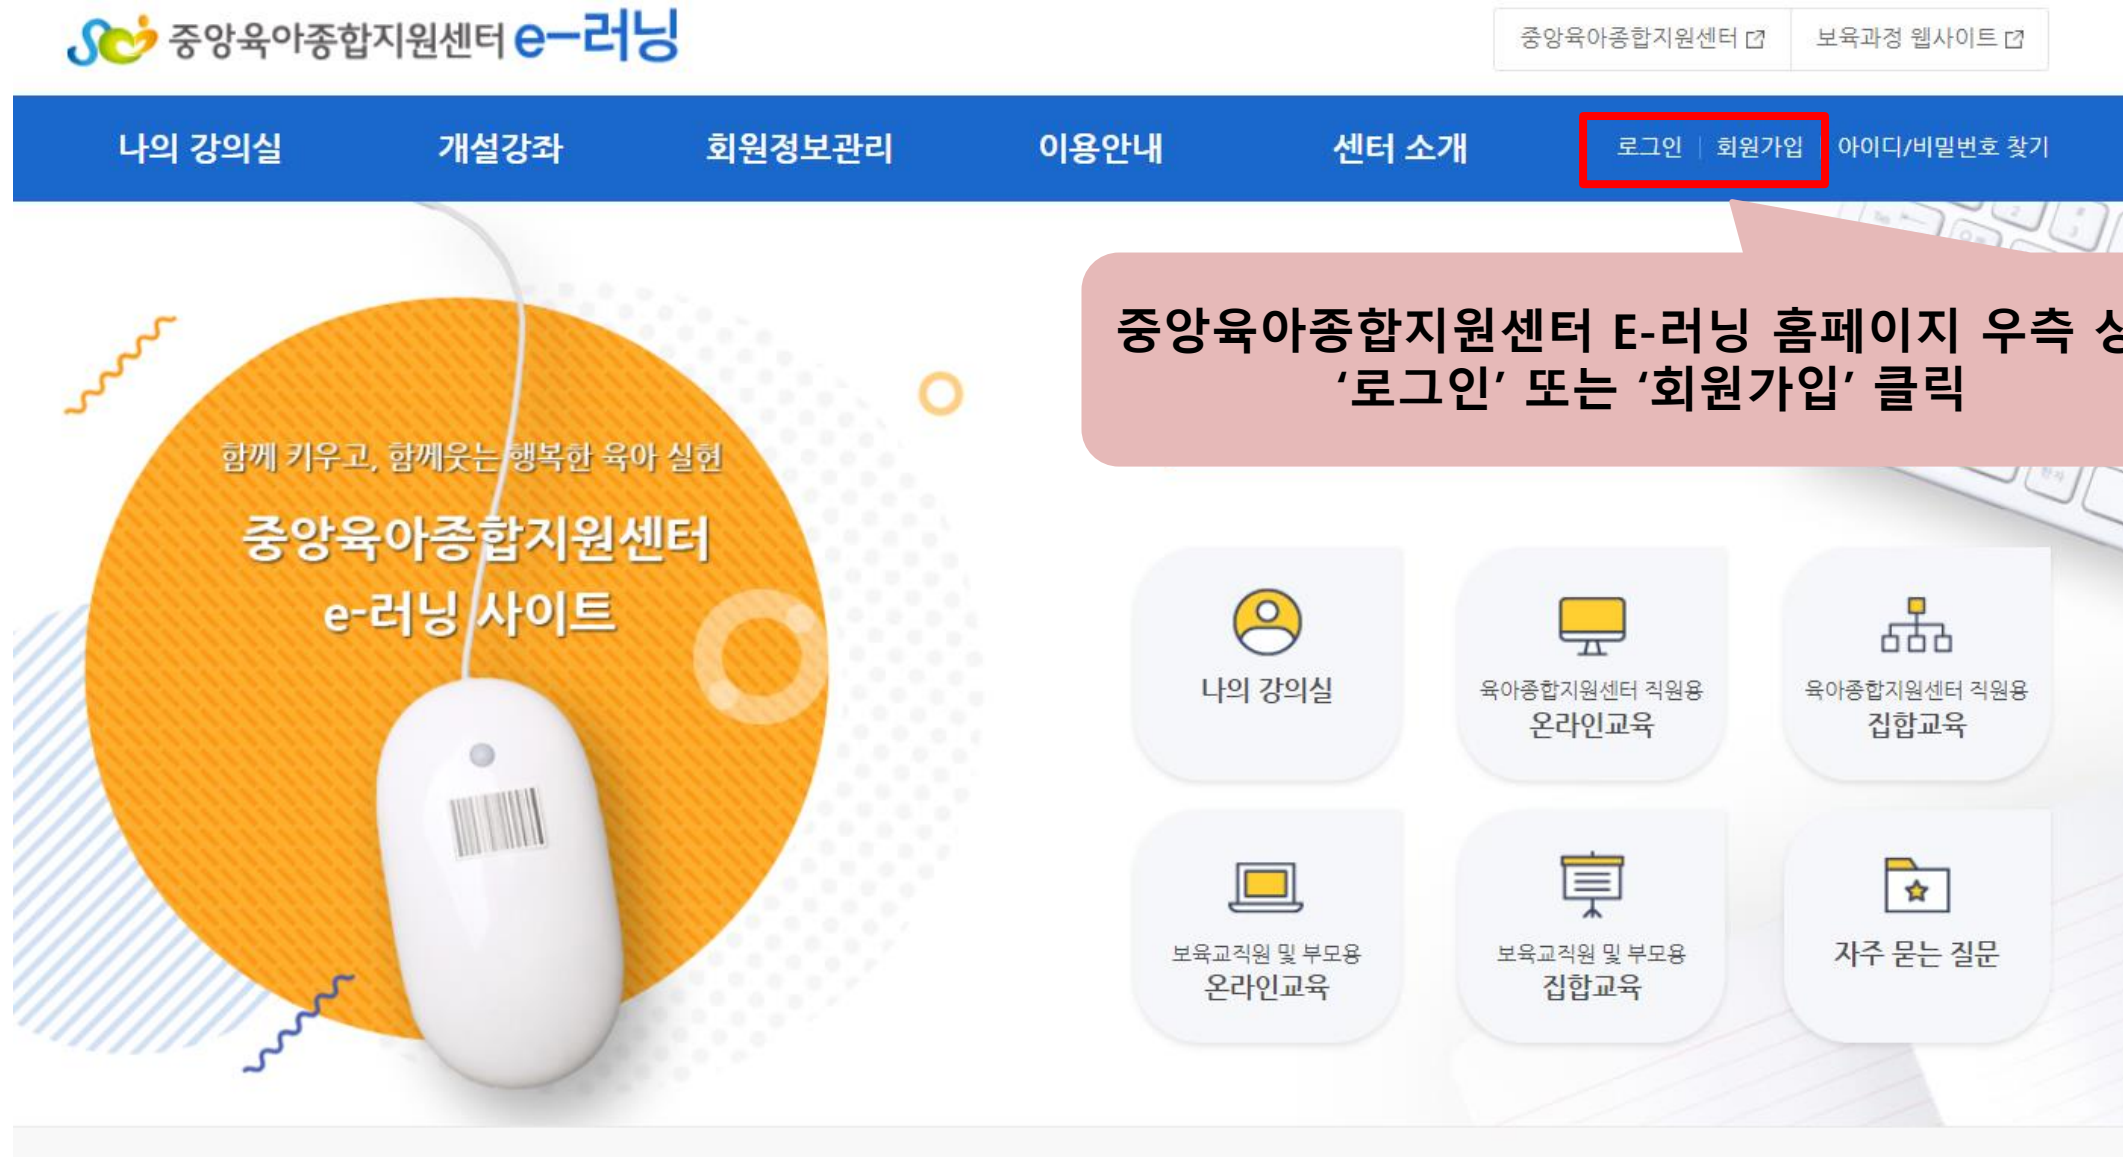 중앙육아종합지원센터 e-러닝
중앙육아종합지원센터
보육과정 웹사이트
나의 강의실
개설강좌
회원정보관리
이용안내
센터 소개
로그인
회원가입
아이디/비밀번호 찾기
중앙육아종합지원센터 E-러닝 홈페이지 우측
‘로그인’ 또는 ‘회원가입’ 클릭
함께 키우고, 함께웃는 행복한 육아 실현
중앙육아종합지원센터
e-러닝 사이트
나의 강의실
육아종합지원센터 직원용
온라인교육
육아종합지원센터 직원용
집합교육
보육교직원 및 부모용
온라인교육
보육교직원 및 부모용
집합교육
자주 묻는 질문